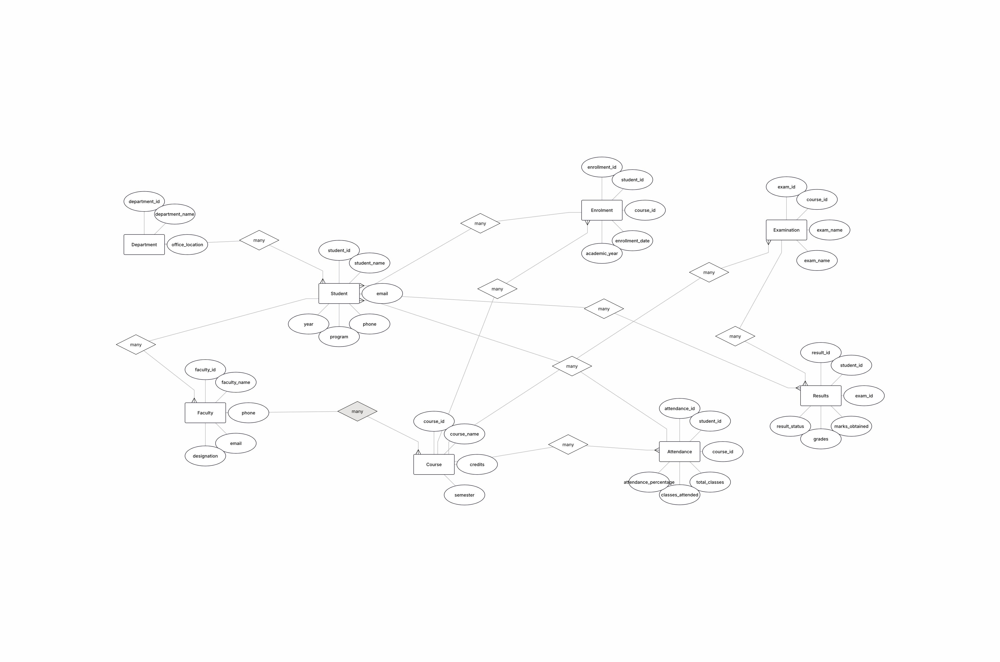 enrollment_id
student_id
Enrolment
course_id
enrollment_date
academic_year
exam_id
course_id
Examination
exam_name
exam_name
department_id
department_name
Department
office_location
many
many
many
many
student_id
student_name
Student
email
year
phone
program
many
many
many
many
result_id
student_id
Results
exam_id
result_status
marks_obtained
grades
faculty_id
faculty_name
Faculty
phone
email
designation
many
course_id
course_name
Course
credits
semester
many
many
attendance_id
student_id
Attendance
course_id
attendance_percentage
total_classes
classes_attended